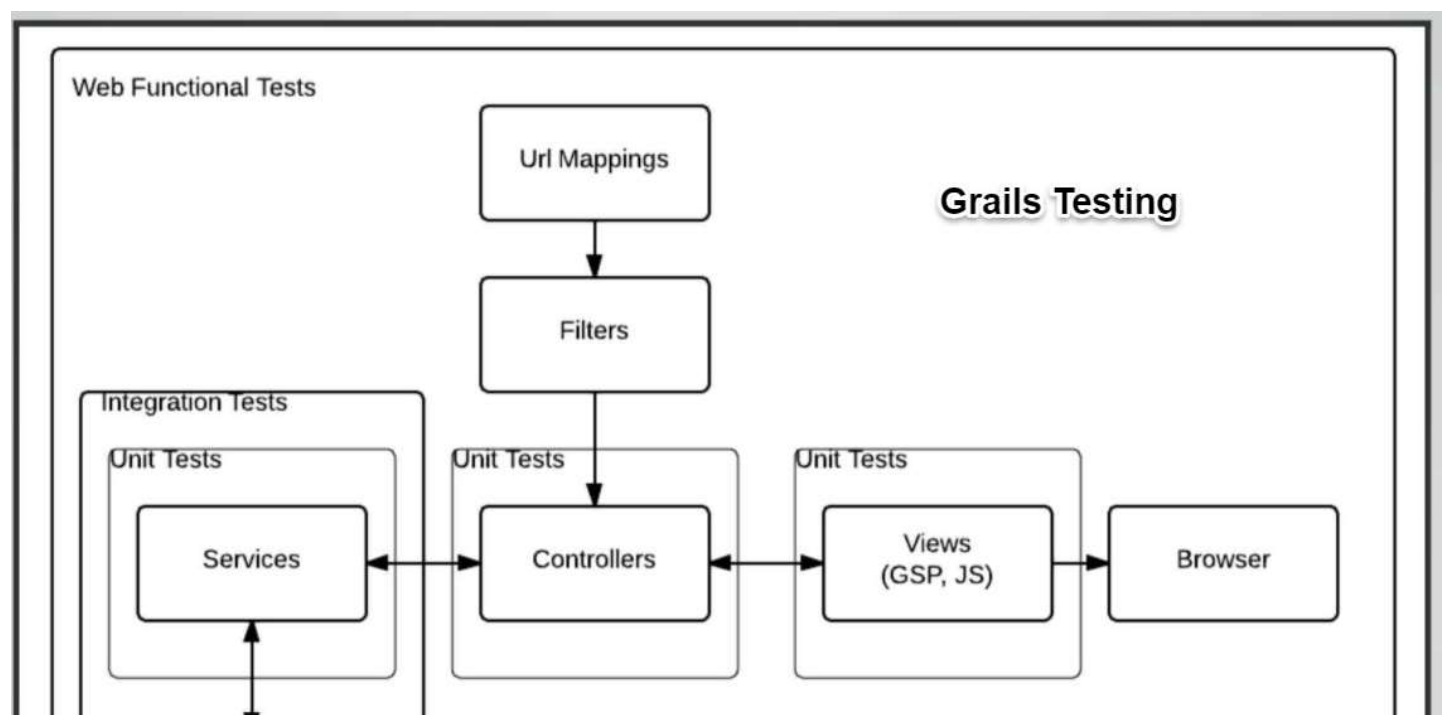 Web Functional Tests
Url Mappings
Grails Testing
Filters
Integration Tests
Unit Tests
Unit Tests
Unit Tests
Services
Controllers
Views
(GSP, JS)
Browser